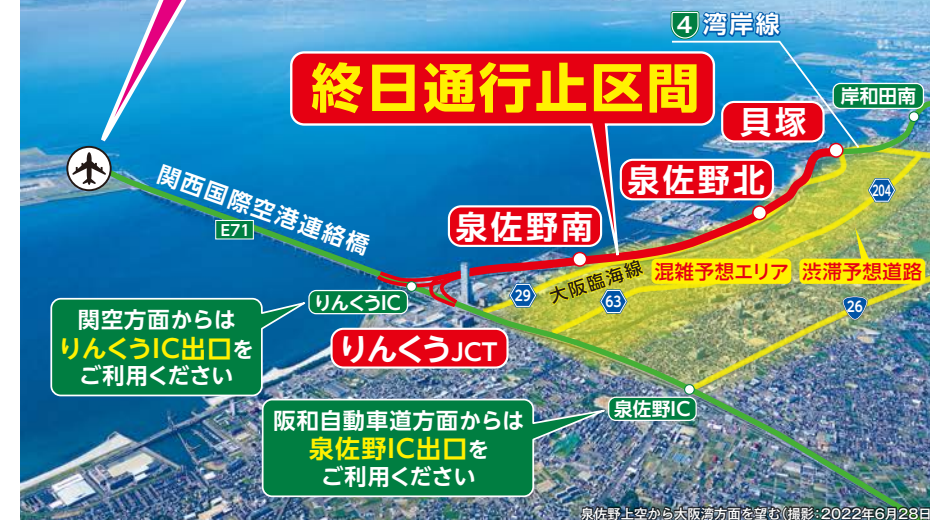 4 湾岸線
終日通行止区間
岸和田南
貝塚
泉佐野北
泉佐野南
204
関西国際空港連絡橋
E71
大阪臨海線
混雑予想エリア
渋滞予想道路
29
63
26
りんくうIC
りんくうJCT
関空方面からは
りんくうIC出口を
ご利用ください
泉佐野IC
阪和自動車道方面からは
泉佐野IC出口を
ご利用ください
泉佐野上空から大阪湾方面を望む(撮影:2022年6月28日